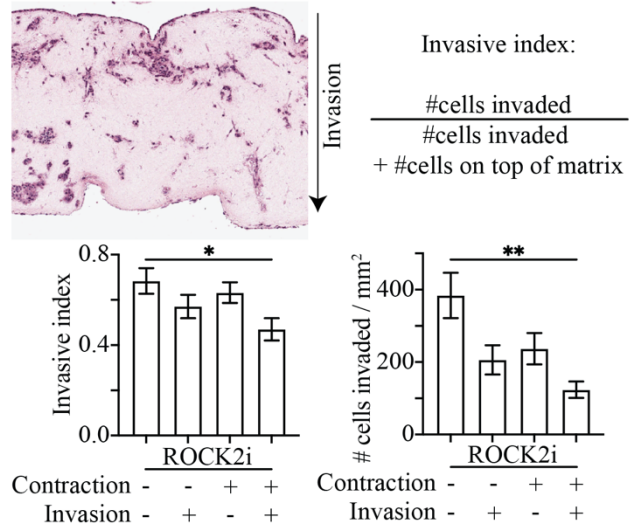 Invasion
Invasive index:
#cells invaded
#cells invaded
+ #cells on top of matrix
Invasive index
0.8
0.4
0.0
*
ROCK2i
Contraction - - + +
Invasion - + - +
# cells invaded / mm²
400
200
0
**
ROCK2i
Contraction - - + +
Invasion - + - +